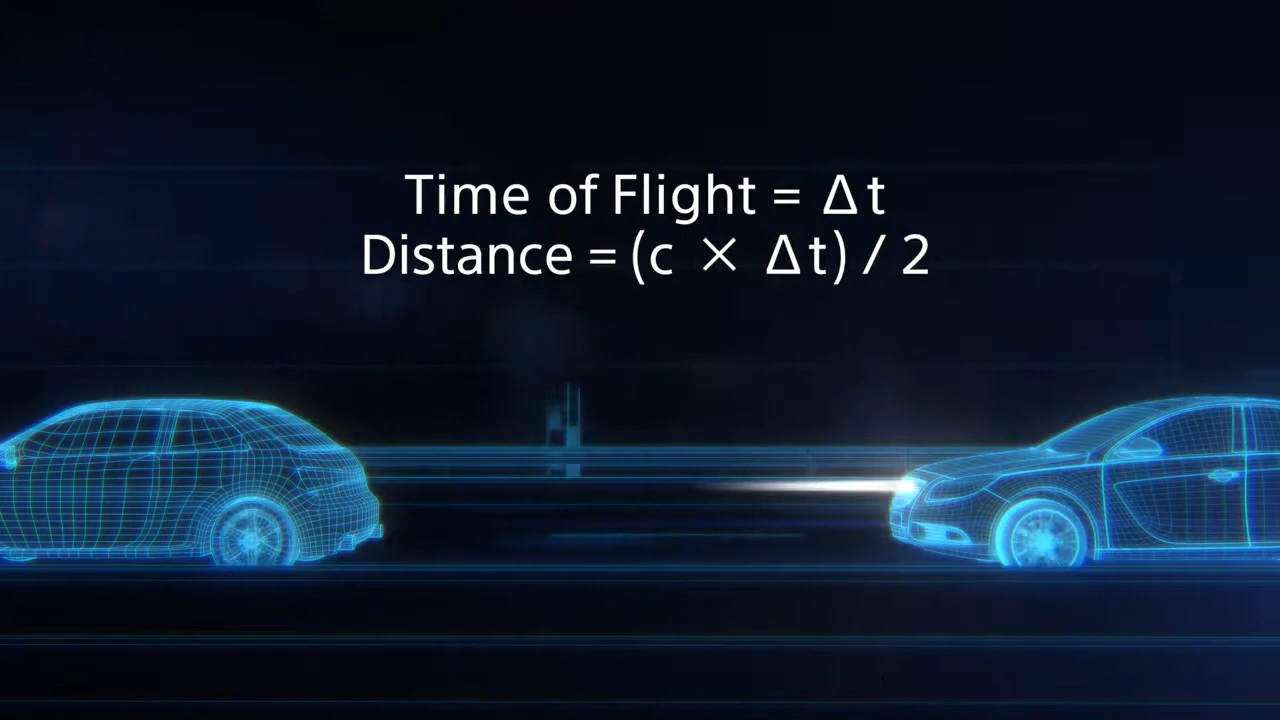 Time of Flight = Δt
Distance = (c × Δt) / 2